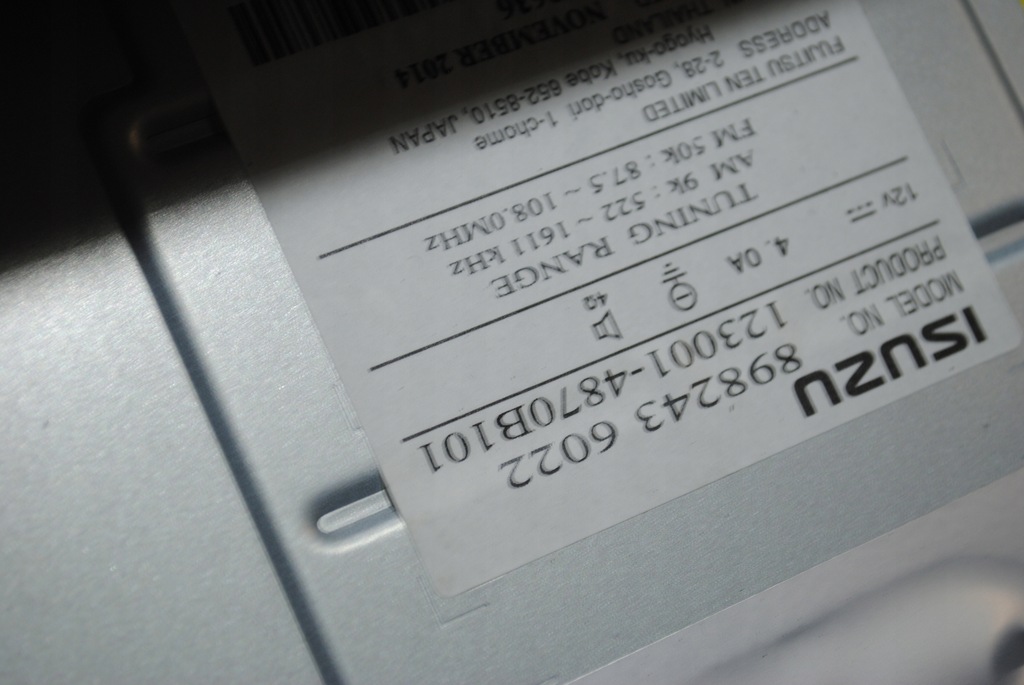 ISUZU
MODEL NO. 898243 6022
PRODUCT NO. 123001-4870B101
12v 4.0A 4Ω
TUNING RANGE
AM 9k : 522 ~ 1611 kHz
FM 50k : 87.5 ~ 108.0MHz
FUJITSU TEN LIMITED
ADDRESS 2-28, Gosho-dori 1-chome
Hyogo-ku, Kobe 652-8510, JAPAN
THAILAND
NOVEMBER 2014